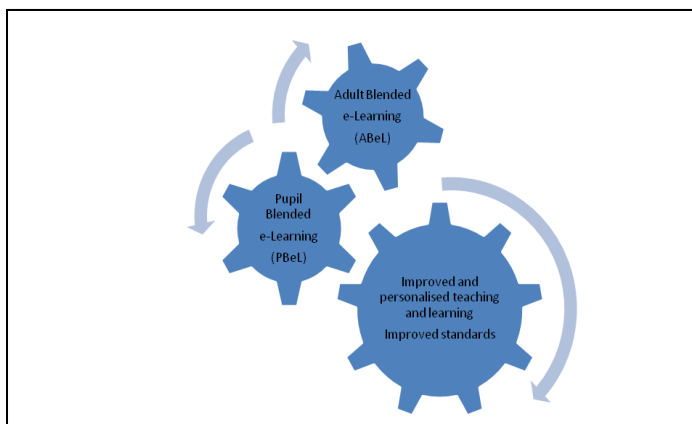 Adult Blended
e-Learning
(ABeL)
Pupil
Blended
e-Learning
(PBeL)
Improved and
personalised teaching
and learning
Improved standards